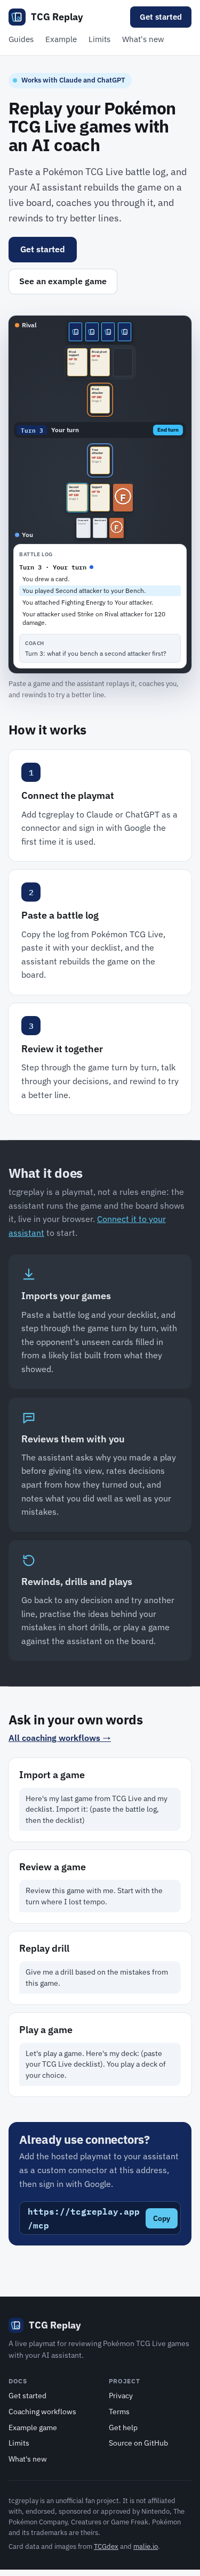 TCG Replay
Get started
Guides Example Limits What's new
Works with Claude and ChatGPT
Replay your Pokémon
TCG Live games with
an AI coach
Paste a Pokémon TCG Live battle log, and
your AI assistant rebuilds the game on a
live board, coaches you through it, and
rewinds to try better lines.
Get started
See an example game
Rival
Turn 3 Your turn
End turn
F
F
You
BATTLE LOG
Turn 3 · Your turn
You drew a card.
You played Second attacker to your Bench.
You attached Fighting Energy to Your attacker.
Your attacker used Strike on Rival attacker for 120
damage.
COACH
Turn 3: what if you bench a second attacker first?
Paste a game and the assistant replays it, coaches you,
and rewinds to try a better line.
How it works
1
Connect the playmat
Add tcgreplay to Claude or ChatGPT as a
connector and sign in with Google the
first time it is used.
2
Paste a battle log
Copy the log from Pokémon TCG Live,
paste it with your decklist, and the
assistant rebuilds the game on the
board.
3
Review it together
Step through the game turn by turn, talk
through your decisions, and rewind to try
a better line.
What it does
tcgreplay is a playmat, not a rules engine: the
assistant runs the game and the board shows
it, live in your browser. Connect it to your
assistant to start.
Imports your games
Paste a battle log and your decklist, and
step through the game turn by turn, with
the opponent's unseen cards filled in
from a likely list built from what they
showed.
Reviews them with you
The assistant asks why you made a play
before giving its view, rates decisions
apart from how they turned out, and
notes what you did well as well as your
mistakes.
Rewinds, drills and plays
Go back to any decision and try another
line, practise the ideas behind your
mistakes in short drills, or play a game
against the assistant on the board.
Ask in your own words
All coaching workflows →
Import a game
Here's my last game from TCG Live and my
decklist. Import it: (paste the battle log,
then the decklist)
Review a game
Review this game with me. Start with the
turn where I lost tempo.
Replay drill
Give me a drill based on the mistakes from
this game.
Play a game
Let's play a game. Here's my deck: (paste
your TCG Live decklist). You play a deck of
your choice.
Already use connectors?
Add the hosted playmat to your assistant
as a custom connector at this address,
then sign in with Google.
https://tcgreplay.app
/mcp
Copy
TCG Replay
A live playmat for reviewing Pokémon TCG Live games
with your AI assistant.
DOCS
Get started
Coaching workflows
Example game
Limits
What's new
PROJECT
Privacy
Terms
Get help
Source on GitHub
tcgreplay is an unofficial fan project. It is not affiliated
with, endorsed, sponsored or approved by Nintendo, The
Pokémon Company, Creatures or Game Freak. Pokémon
and its trademarks are theirs.
Card data and images from TCGdex and malie.io.